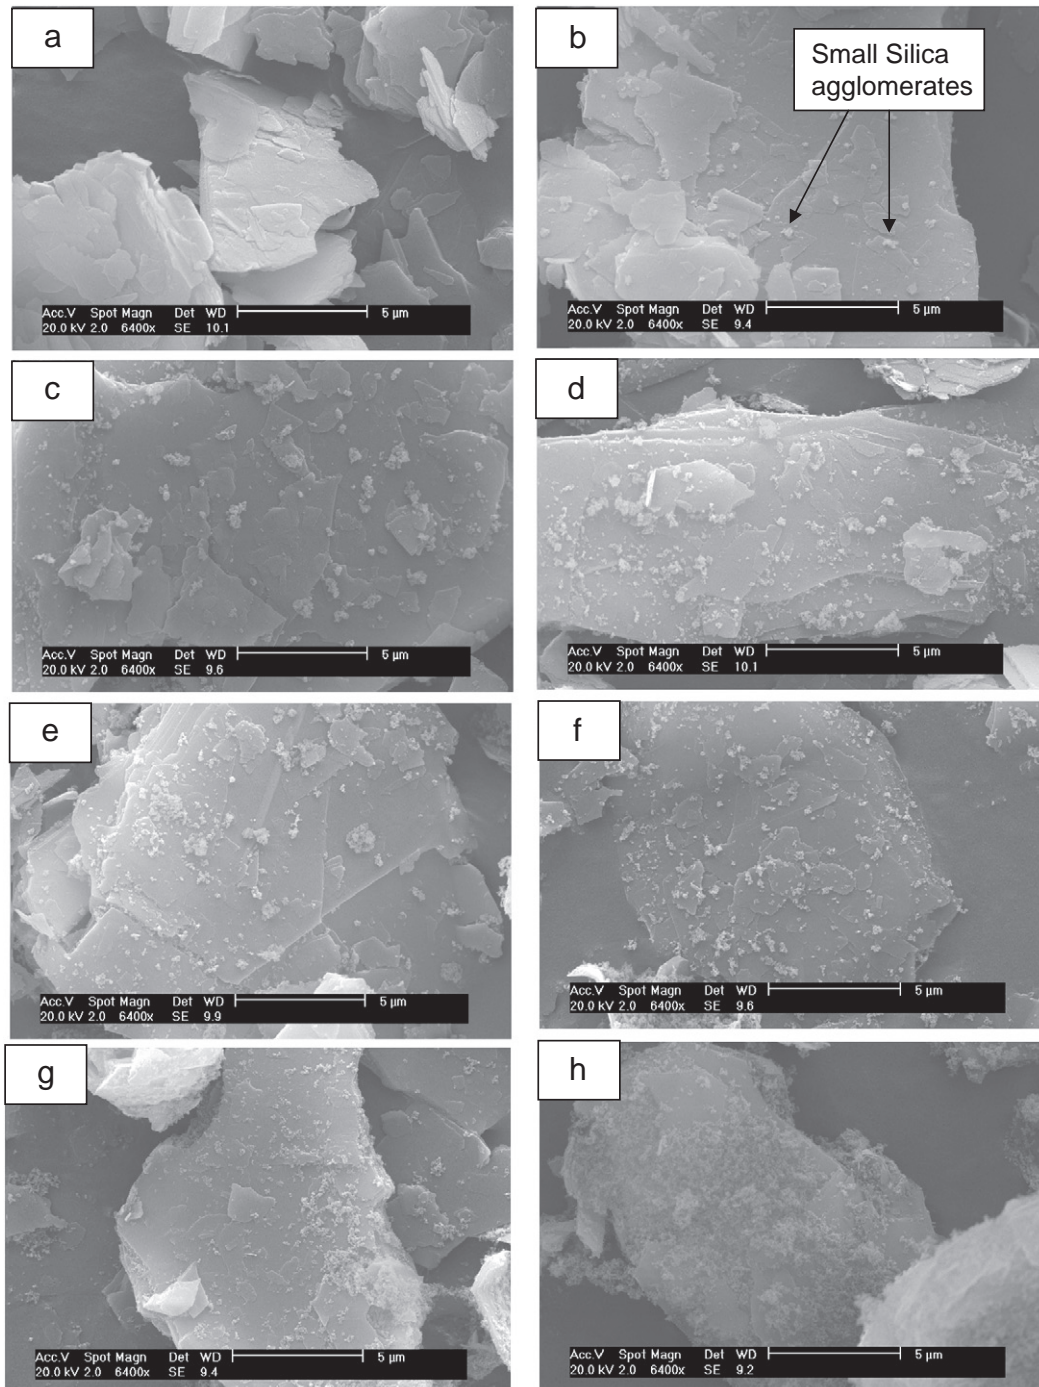 a
Acc.V Spot Magn Det WD 5 µm
20.0 kV 2.0 6400x SE 10.1
b
Small Silica
agglomerates
Acc.V Spot Magn Det WD 5 µm
20.0 kV 2.0 6400x SE 9.4
c
Acc.V Spot Magn Det WD 5 µm
20.0 kV 2.0 6400x SE 9.6
d
Acc.V Spot Magn Det WD 5 µm
20.0 kV 2.0 6400x SE 10.1
e
Acc.V Spot Magn Det WD 5 µm
20.0 kV 2.0 6400x SE 9.9
f
Acc.V Spot Magn Det WD 5 µm
20.0 kV 2.0 6400x SE 9.6
g
Acc.V Spot Magn Det WD 5 µm
20.0 kV 2.0 6400x SE 9.4
h
Acc.V Spot Magn Det WD 5 µm
20.0 kV 2.0 6400x SE 9.2